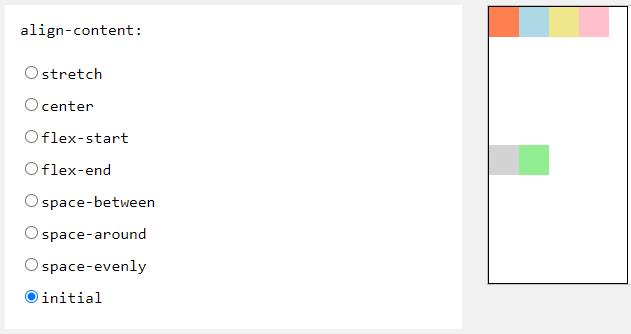 align-content:
stretch
center
flex-start
flex-end
space-between
space-around
space-evenly
initial